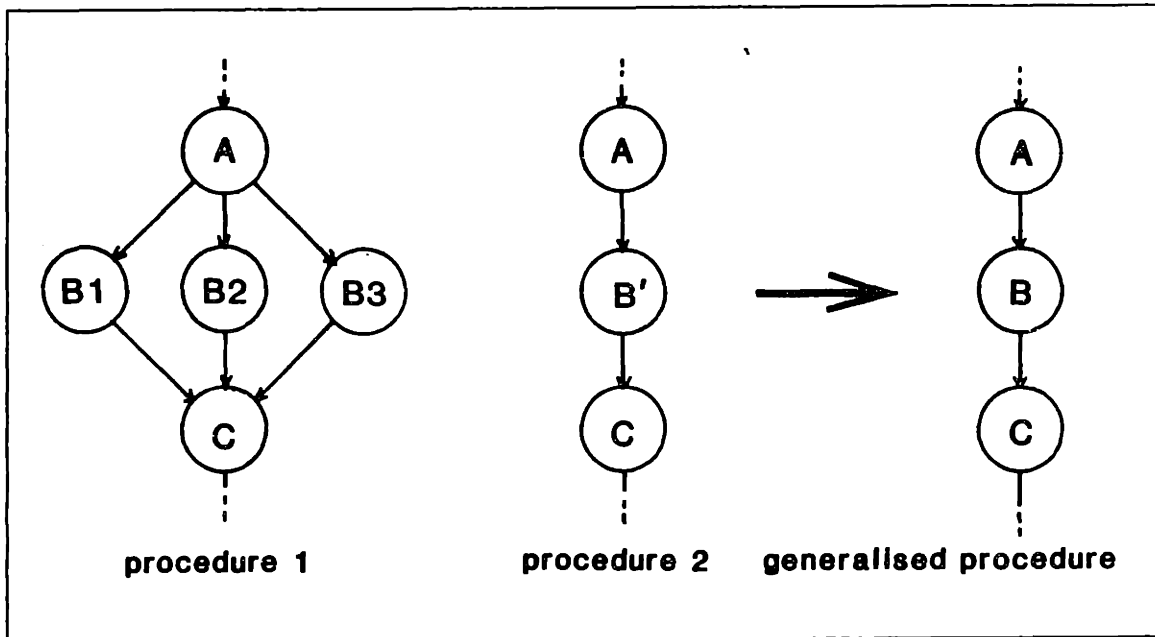 A
B1 B2 B3
C
procedure 1
A
B'
C
procedure 2
A
B
C
generalised procedure